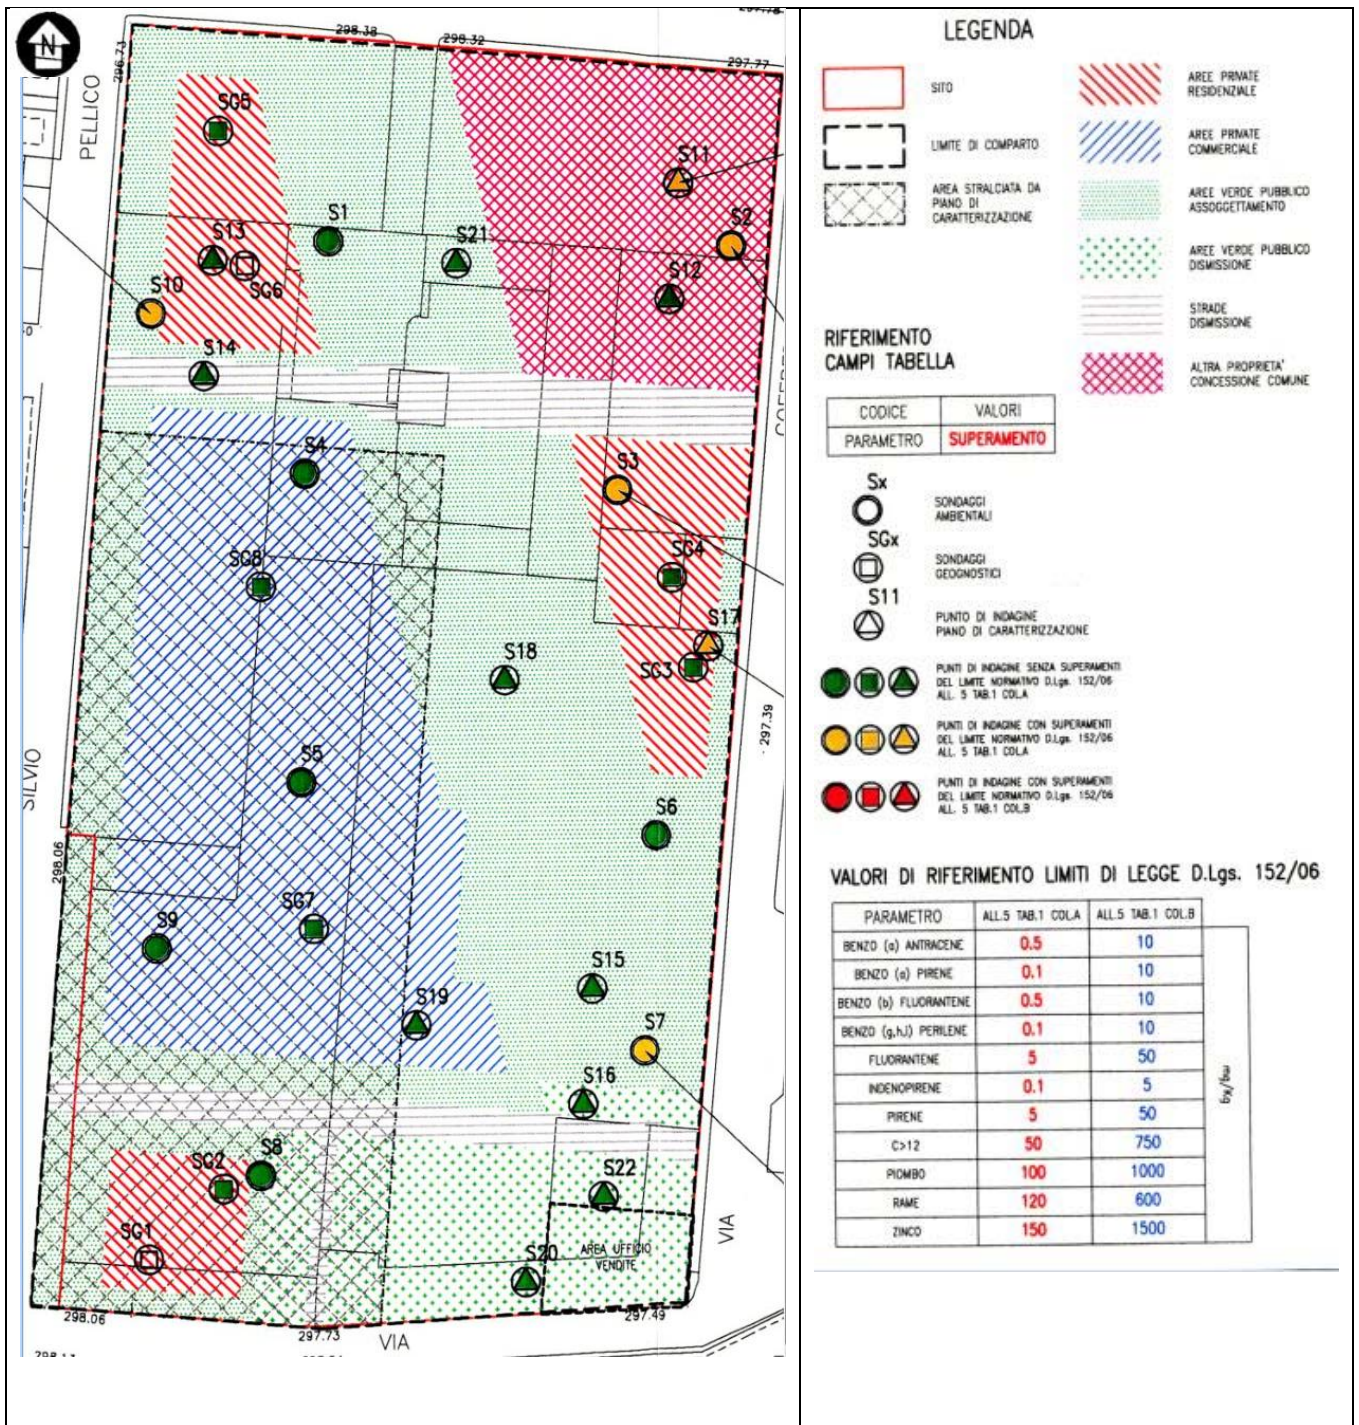 N
298.38
298.32
297.77
296.73
PELLICO
SG5
S11
S1
S2
S13
S21
SG6
S12
S10
S14
S4
S3
SG8
SG4
S17
S18
SG3
297.39
SILVIO
S5
S6
298.06
SG7
S9
S15
S19
S7
S16
S8
SG2
S22
VIA
SG1
S20
AREA UFFICIO
VENDITE
298.06
297.73
297.49
VIA
LEGENDA
SITO
LIMITE DI COMPARTO
AREA STRALCIATA DA
PIANO DI
CARATTERIZZAZIONE
AREE PRIVATE
RESIDENZIALE
AREE PRIVATE
COMMERCIALE
AREE VERDE PUBBLICO
ASSOGGETTAMENTO
AREE VERDE PUBBLICO
DISMISSIONE
STRADE
DISMISSIONE
ALTRA PROPRIETA'
CONCESSIONE COMUNE
RIFERIMENTO
CAMPI TABELLA
CODICE VALORI
PARAMETRO SUPERAMENTO
Sx
SONDAGGI
AMBIENTALI
SGx
SONDAGGI
GEOGNOSTICI
S11
PUNTO DI INDAGINE
PIANO DI CARATTERIZZAZIONE
PUNTI DI INDAGINE SENZA SUPERAMENTI
DEL LIMITE NORMATIVO D.Lgs. 152/06
ALL. 5 TAB.1 COL.A
PUNTI DI INDAGINE CON SUPERAMENTI
DEL LIMITE NORMATIVO D.Lgs. 152/06
ALL. 5 TAB.1 COL.A
PUNTI DI INDAGINE CON SUPERAMENTI
DEL LIMITE NORMATIVO D.Lgs. 152/06
ALL. 5 TAB.1 COL.B
VALORI DI RIFERIMENTO LIMITI DI LEGGE D.Lgs. 152/06
PARAMETRO ALL.5 TAB.1 COL.A ALL.5 TAB.1 COL.B
BENZO (a) ANTRACENE 0.5 10
BENZO (a) PIRENE 0.1 10
BENZO (b) FLUORANTENE 0.5 10
BENZO (g,h,i) PERILENE 0.1 10
FLUORANTENE 5 50
INDENOPIRENE 0.1 5
PIRENE 5 50
C>12 50 750
PIOMBO 100 1000
RAME 120 600
ZINCO 150 1500
mg/Kg